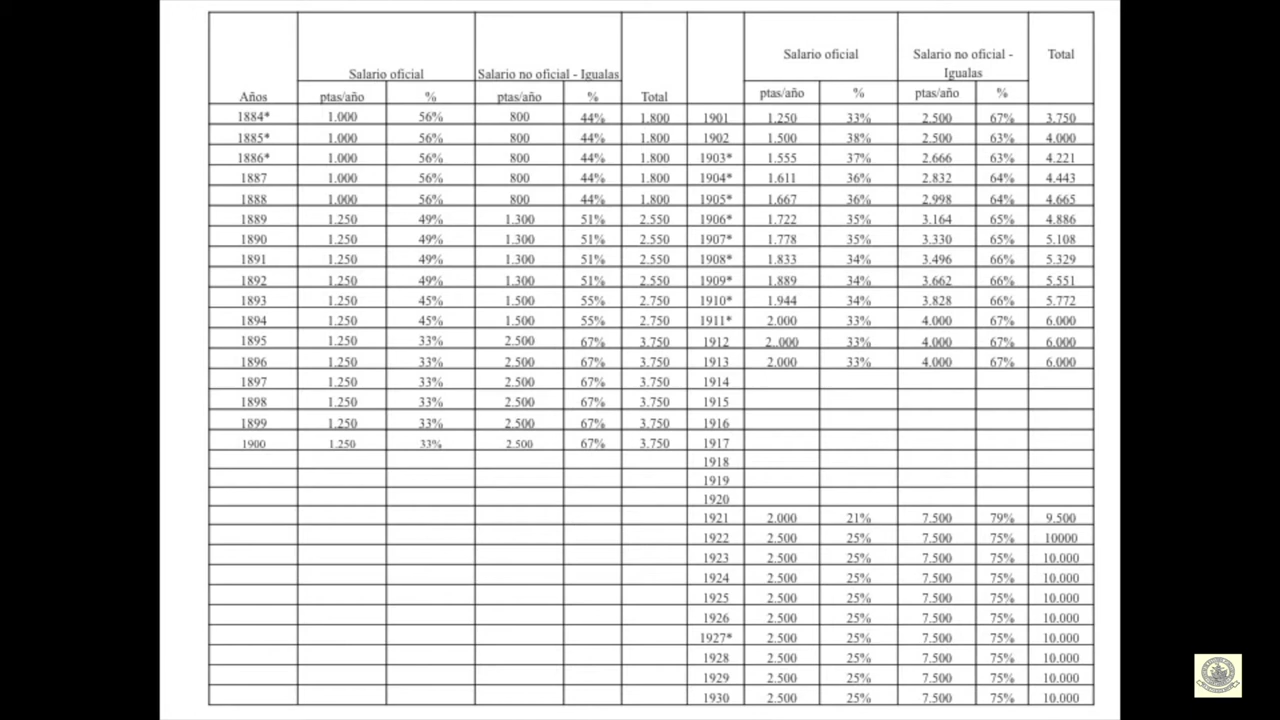 Salario oficial Salario no oficial - Total
Salario oficial Salario no oficial - Igualas Igualas
Años ptas/año % ptas/año % Total ptas/año % ptas/año %
1884* 1.000 56% 800 44% 1.800 1901 1.250 33% 2.500 67% 3.750
1885* 1.000 56% 800 44% 1.800 1902 1.500 38% 2.500 63% 4.000
1886* 1.000 56% 800 44% 1.800 1903* 1.555 37% 2.666 63% 4.221
1887 1.000 56% 800 44% 1.800 1904* 1.611 36% 2.832 64% 4.443
1888 1.000 56% 800 44% 1.800 1905* 1.667 36% 2.998 64% 4.665
1889 1.250 49% 1.300 51% 2.550 1906* 1.722 35% 3.164 65% 4.886
1890 1.250 49% 1.300 51% 2.550 1907* 1.778 35% 3.330 65% 5.108
1891 1.250 49% 1.300 51% 2.550 1908* 1.833 34% 3.496 66% 5.329
1892 1.250 49% 1.300 51% 2.550 1909* 1.889 34% 3.662 66% 5.551
1893 1.250 45% 1.500 55% 2.750 1910* 1.944 34% 3.828 66% 5.772
1894 1.250 45% 1.500 55% 2.750 1911* 2.000 33% 4.000 67% 6.000
1895 1.250 33% 2.500 67% 3.750 1912 2..000 33% 4.000 67% 6.000
1896 1.250 33% 2.500 67% 3.750 1913 2.000 33% 4.000 67% 6.000
1897 1.250 33% 2.500 67% 3.750 1914
1898 1.250 33% 2.500 67% 3.750 1915
1899 1.250 33% 2.500 67% 3.750 1916
1900 1.250 33% 2.500 67% 3.750 1917
1918
1919
1920
1921 2.000 21% 7.500 79% 9.500
1922 2.500 25% 7.500 75% 10000
1923 2.500 25% 7.500 75% 10.000
1924 2.500 25% 7.500 75% 10.000
1925 2.500 25% 7.500 75% 10.000
1926 2.500 25% 7.500 75% 10.000
1927* 2.500 25% 7.500 75% 10.000
1928 2.500 25% 7.500 75% 10.000
1929 2.500 25% 7.500 75% 10.000
1930 2.500 25% 7.500 75% 10.000